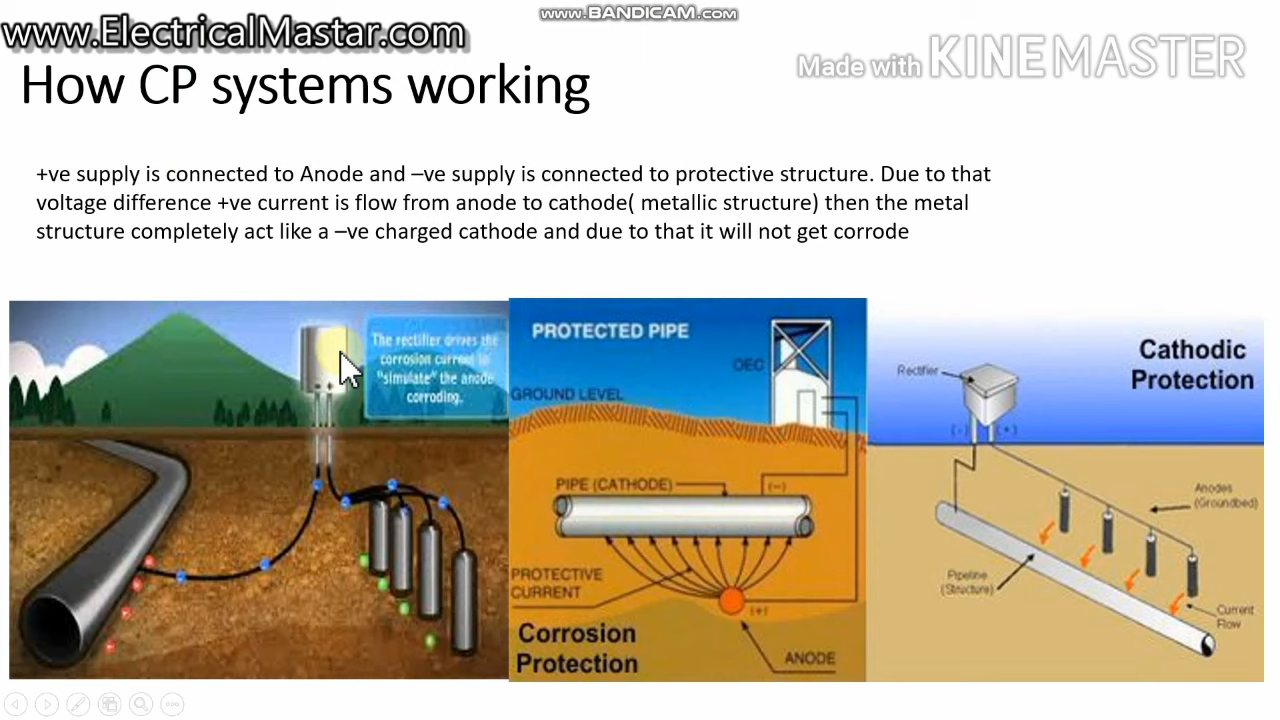 www.BANDICAM.com
www.ElectricalMastar.com
Made with KINEMASTER
How CP systems working
+ve supply is connected to Anode and –ve supply is connected to protective structure. Due to that
voltage difference +ve current is flow from anode to cathode( metallic structure) then the metal
structure completely act like a –ve charged cathode and due to that it will not get corrode
The rectifier drives the
corrosion current to
"simulate" the anode
corroding.
PROTECTED PIPE
OEC
GROUND LEVEL
PIPE (CATHODE)
(−)
PROTECTIVE
CURRENT
(+)
Corrosion
Protection
ANODE
Cathodic
Protection
Rectifier
(-) (+)
Anodes
(Groundbed)
Pipeline
(Structure)
Current
Flow